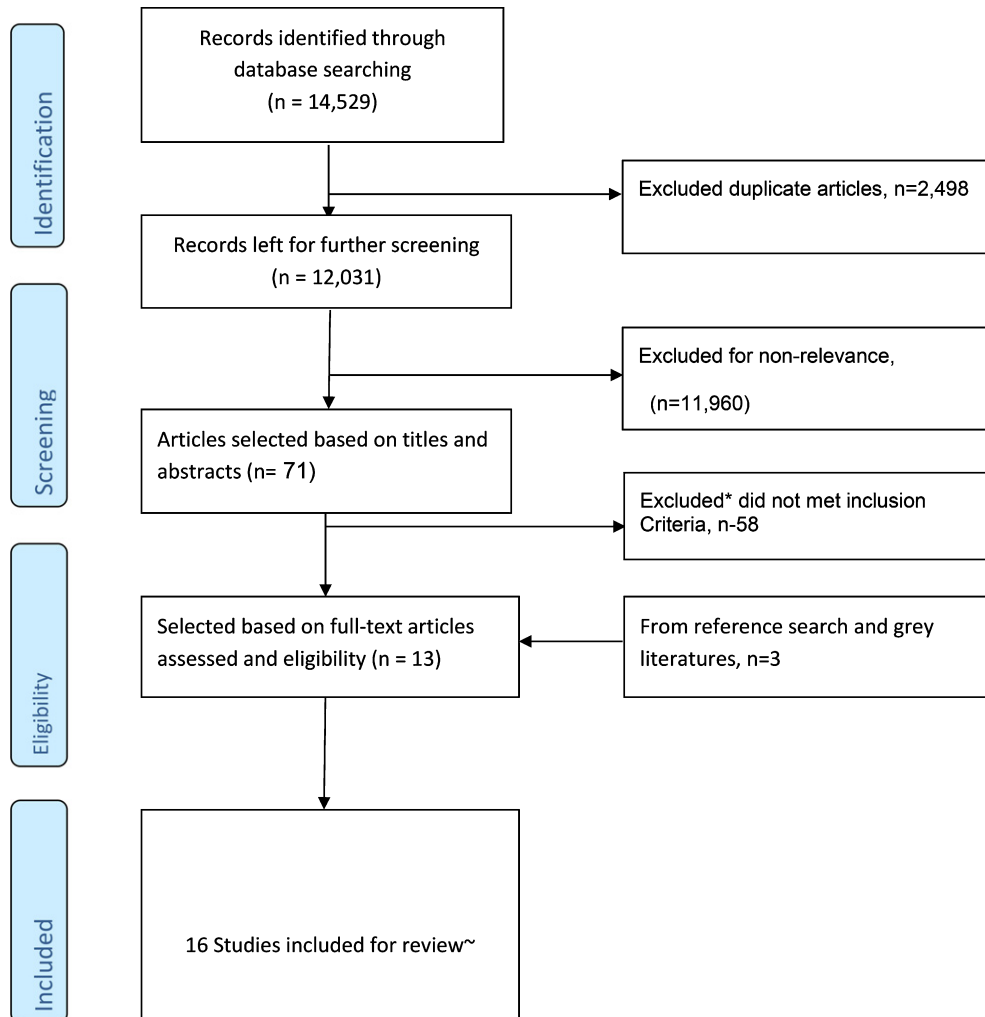 Identification
Records identified through
database searching
(n = 14,529)
Excluded duplicate articles, n=2,498
Records left for further screening
(n = 12,031)
Screening
Excluded for non-relevance,
(n=11,960)
Articles selected based on titles and
abstracts (n= 71)
Excluded* did not met inclusion
Criteria, n-58
Eligibility
Selected based on full-text articles
assessed and eligibility (n = 13)
From reference search and grey
literatures, n=3
Included
16 Studies included for review~